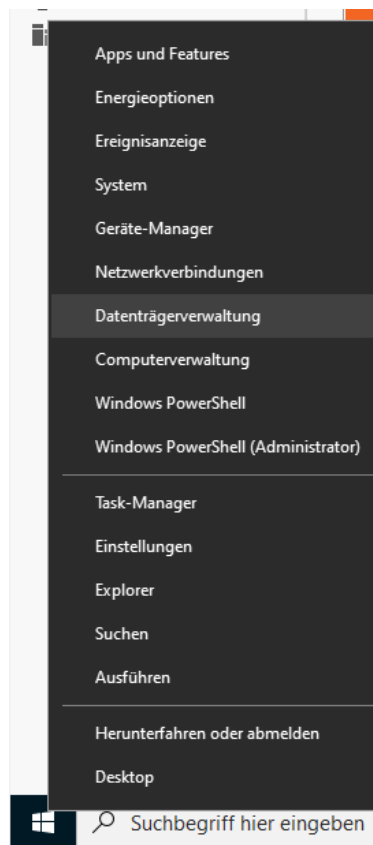 Apps und Features
Energieoptionen
Ereignisanzeige
System
Geräte-Manager
Netzwerkverbindungen
Datenträgerverwaltung
Computerverwaltung
Windows PowerShell
Windows PowerShell (Administrator)
Task-Manager
Einstellungen
Explorer
Suchen
Ausführen
Herunterfahren oder abmelden
Desktop
Suchbegriff hier eingeben